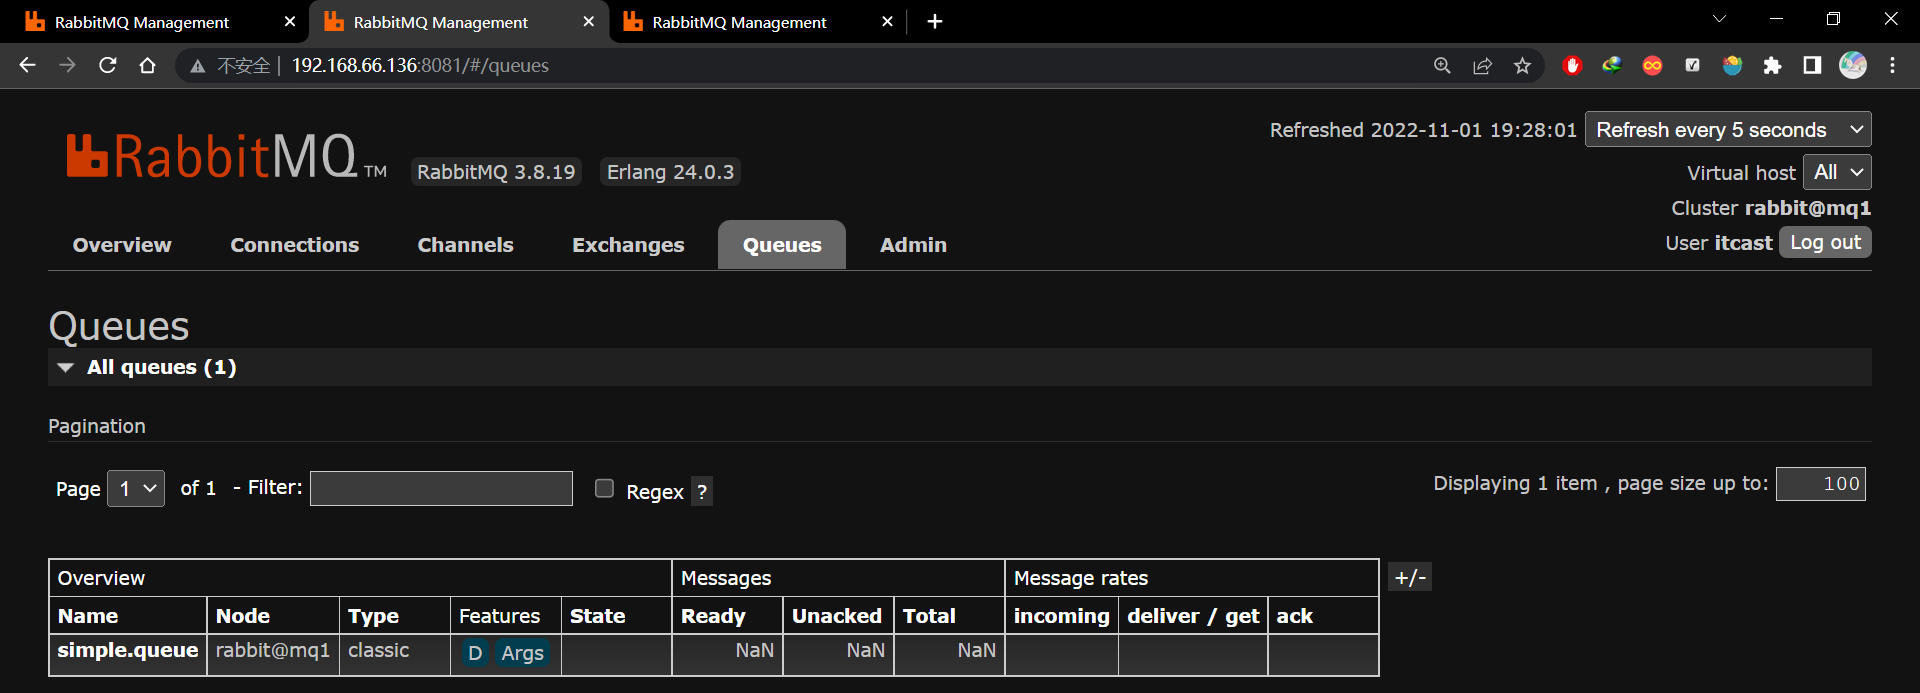 RabbitMQ Management RabbitMQ Management RabbitMQ Management
不安全 192.168.66.136:8081/#/queues
Refreshed 2022-11-01 19:28:01 Refresh every 5 seconds
RabbitMQ TM RabbitMQ 3.8.19 Erlang 24.0.3
Virtual host All
Cluster rabbit@mq1
User itcast Log out
Overview Connections Channels Exchanges Queues Admin
Queues
All queues (1)
Pagination
Page 1 of 1 - Filter: Regex ? Displaying 1 item , page size up to: 100
Overview Messages Message rates +/-
Name Node Type Features State Ready Unacked Total incoming deliver / get ack
simple.queue rabbit@mq1 classic D Args NaN NaN NaN